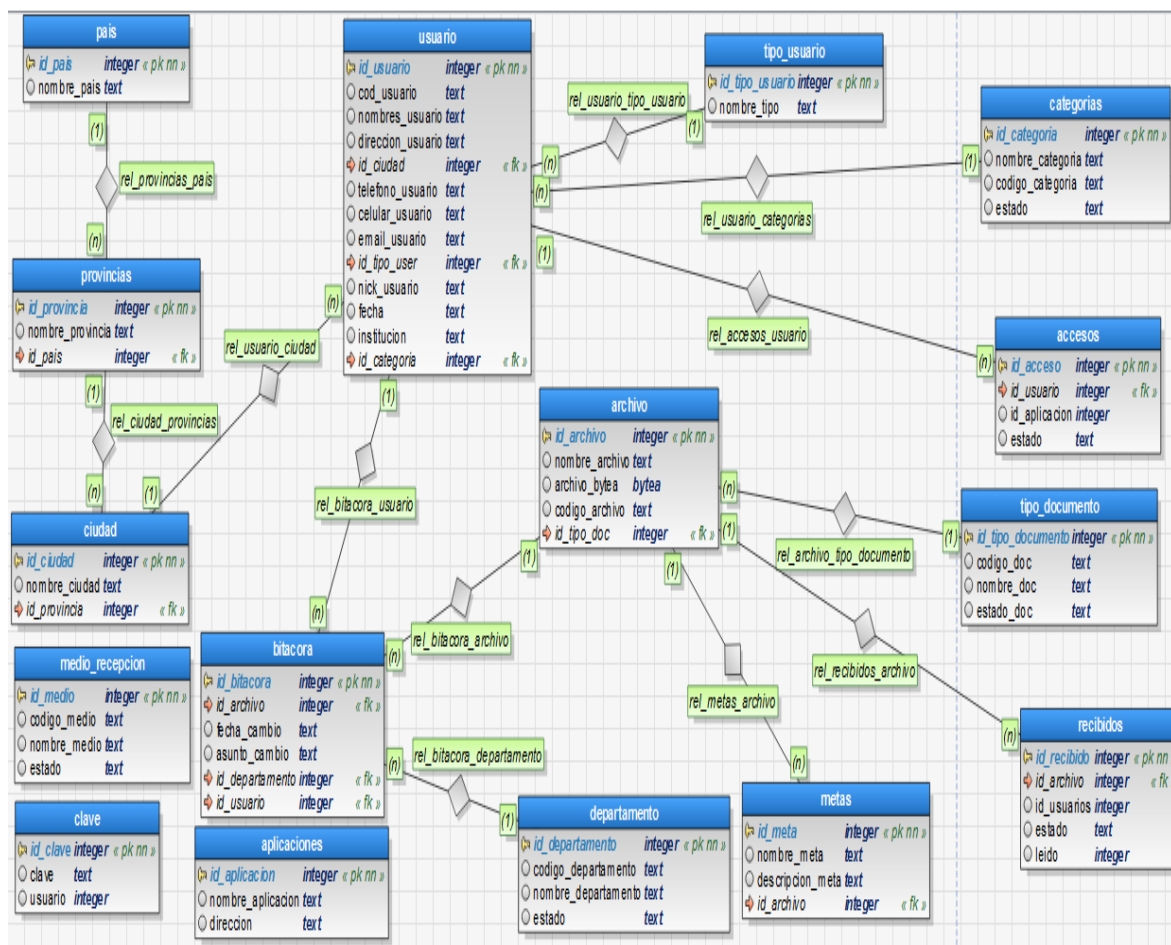 pais
id_pais integer « pk nn »
nombre_pais text
(1)
rel_provincias_pais
(n)
provincias
id_provincia integer « pk nn »
nombre_provincia text
id_pais integer « fk »
(1)
rel_ciudad_provincias
(n)
ciudad
id_ciudad integer « pk nn »
nombre_ciudad text
id_provincia integer « fk »
usuario
id_usuario integer « pk nn »
cod_usuario text
nombres_usuario text
direccion_usuario text
id_ciudad integer « fk »
telefono_usuario text
celular_usuario text
email_usuario text
id_tipo_user integer « fk »
nick_usuario text
fecha text
institucion text
id_categoria integer « fk »
(n)
rel_usuario_ciudad
(1)
(n)
rel_usuario_tipo_usuario
(1)
tipo_usuario
id_tipo_usuario integer « pk nn »
nombre_tipo text
(n)
rel_usuario_categorias
(1)
categorias
id_categoria integer « pk nn »
nombre_categoria text
codigo_categoria text
estado text
(1)
rel_accesos_usuario
(n)
accesos
id_acceso integer « pk nn »
id_usuario integer « fk »
id_aplicacion integer
estado text
(1)
rel_bitacora_usuario
(n)
archivo
id_archivo integer « pk nn »
nombre_archivo text
archivo_bytea bytea
codigo_archivo text
id_tipo_doc integer « fk »
(n)
rel_archivo_tipo_documento
(1)
tipo_documento
id_tipo_documento integer « pk nn »
codigo_doc text
nombre_doc text
estado_doc text
(1)
rel_bitacora_archivo
(n)
(1)
rel_metas_archivo
(n)
(1)
rel_recibidos_archivo
(n)
medio_recepcion
id_medio integer « pk nn »
codigo_medio text
nombre_medio text
estado text
bitacora
id_bitacora integer « pk nn »
id_archivo integer « fk »
fecha_cambio text
asunto_cambio text
id_departamento integer « fk »
id_usuario integer « fk »
(n)
rel_bitacora_departamento
(1)
recibidos
id_recibido integer « pk nn »
id_archivo integer « fk
id_usuarios integer
estado text
leido integer
clave
id_clave integer « pk nn »
clave text
usuario integer
aplicaciones
id_aplicacion integer « pk nn »
nombre_aplicacion text
direccion text
departamento
id_departamento integer « pk nn »
codigo_departamento text
nombre_departamento text
estado text
metas
id_meta integer « pk nn »
nombre_meta text
descripcion_meta text
id_archivo integer « fk »